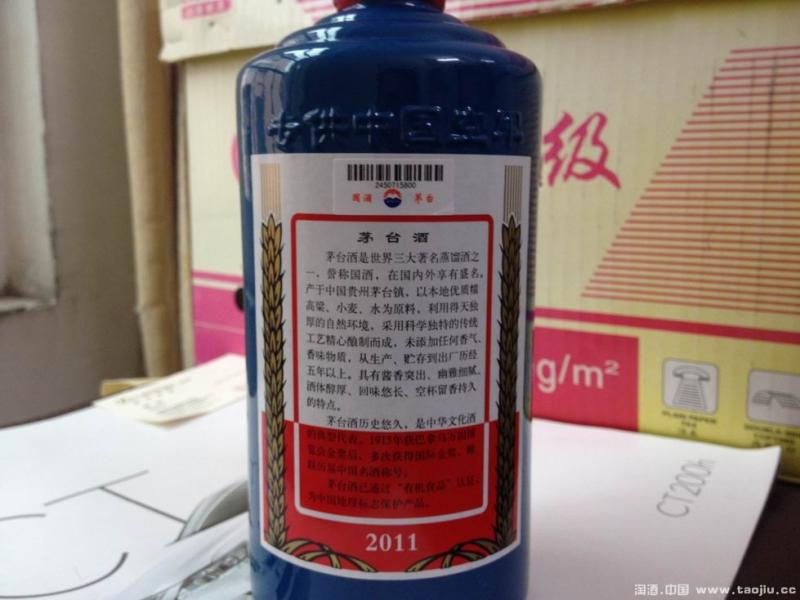 专供中国空军
级
2450715800
国酒 茅台
茅台酒
茅台酒是世界三大著名蒸馏酒之
一，誉称国酒，在国内外享有盛名。
产于中国贵州茅台镇，以本地优质糯
高粱、小麦、水为原料，利用得天独
厚的自然环境，采用科学独特的传统
工艺精心酿制而成，未添加任何香气、
香味物质，从生产、贮存到出厂历经
五年以上。具有酱香突出、幽雅细腻、
酒体醇厚、回味悠长、空杯留香持久
的特点。
茅台酒历史悠久，是中华文化酒
的典型代表。1915年获巴拿马万国博
览会金奖后，多次获得国际金奖，蝉
联历届中国名酒称号。
茅台酒已通过“有机食品”认证，
为中国地理标志保护产品。
2011
g/m²
PLAIN PAPER
FAX
CT200h
淘酒.中国 www.taojiu.cc